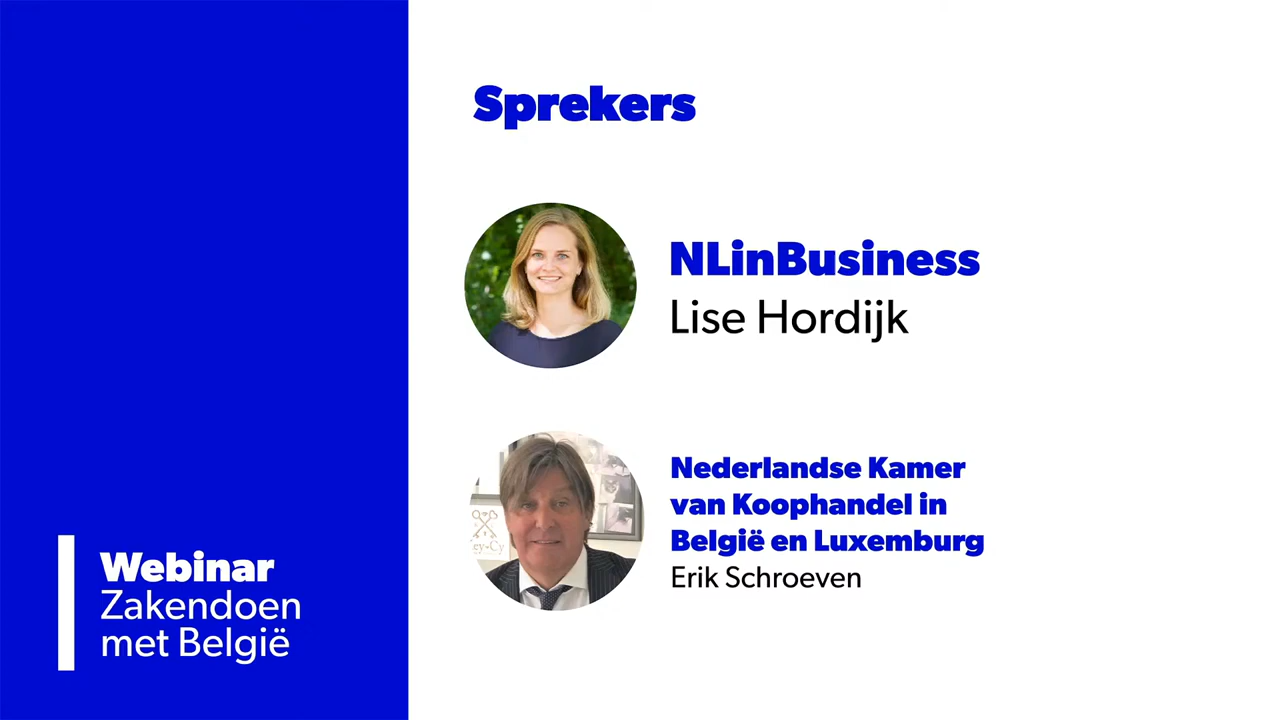 Sprekers
NLinBusiness
Lise Hordijk
Nederlandse Kamer
van Koophandel in
België en Luxemburg
Erik Schroeven
Webinar
Zakendoen
met België